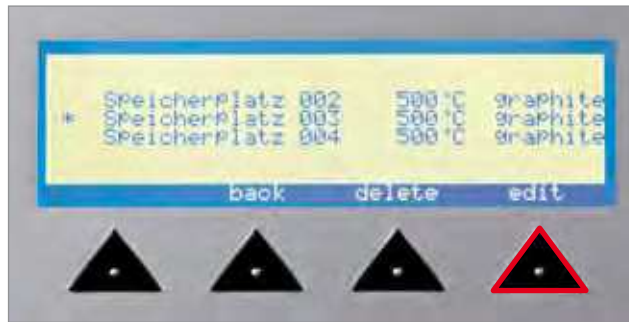 Speicherplatz 002 500 °C graphite
* Speicherplatz 003 500 °C graphite
Speicherplatz 004 500 °C graphite
back delete edit